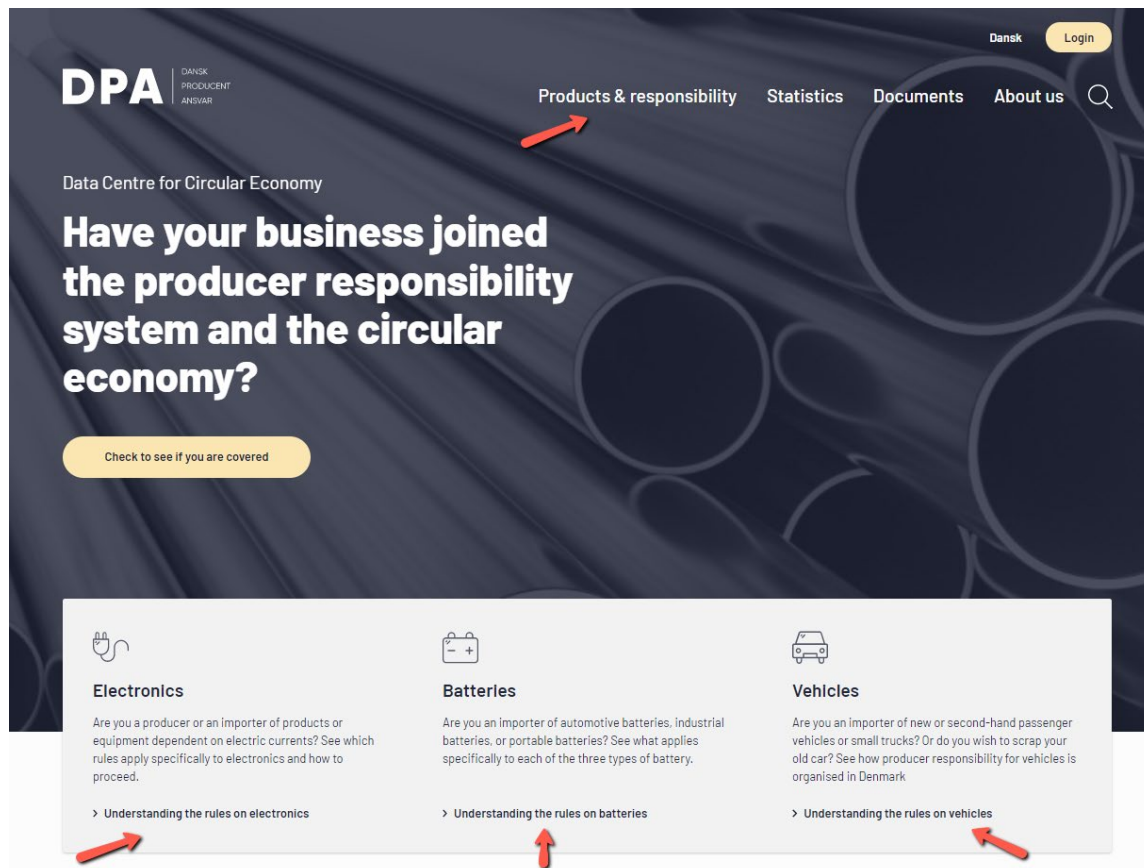 Dansk
Login
DPA
DANSK
PRODUCENT
ANSVAR
Products & responsibility
Statistics
Documents
About us
Data Centre for Circular Economy
Have your business joined
the producer responsibility
system and the circular
economy?
Check to see if you are covered
Electronics
Are you a producer or an importer of products or
equipment dependent on electric currents? See which
rules apply specifically to electronics and how to
proceed.
> Understanding the rules on electronics
Batteries
Are you an importer of automotive batteries, industrial
batteries, or portable batteries? See what applies
specifically to each of the three types of battery.
> Understanding the rules on batteries
Vehicles
Are you an importer of new or second-hand passenger
vehicles or small trucks? Or do you wish to scrap your
old car? See how producer responsibility for vehicles is
organised in Denmark
> Understanding the rules on vehicles